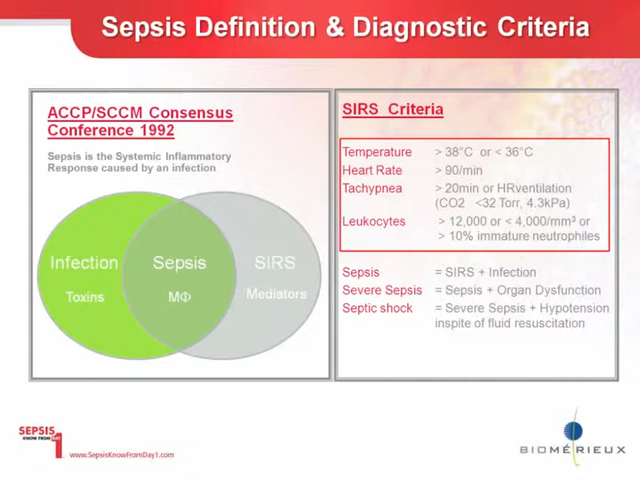 Sepsis Definition & Diagnostic Criteria
ACCP/SCCM Consensus
Conference 1992
Sepsis is the Systemic Inflammatory
Response caused by an infection
Infection
Sepsis
SIRS
Toxins
MΦ
Mediators
SIRS Criteria
Temperature > 38°C or < 36°C
Heart Rate > 90/min
Tachypnea > 20min or HRventilation
(CO2 <32 Torr, 4.3kPa)
Leukocytes > 12,000 or < 4,000/mm³ or
> 10% immature neutrophiles
Sepsis = SIRS + Infection
Severe Sepsis = Sepsis + Organ Dysfunction
Septic shock = Severe Sepsis + Hypotension
inspite of fluid resuscitation
SEPSIS
KNOW FROM DAY
1
www.SepsisKnowFromDay1.com
BIOMÉRIEUX